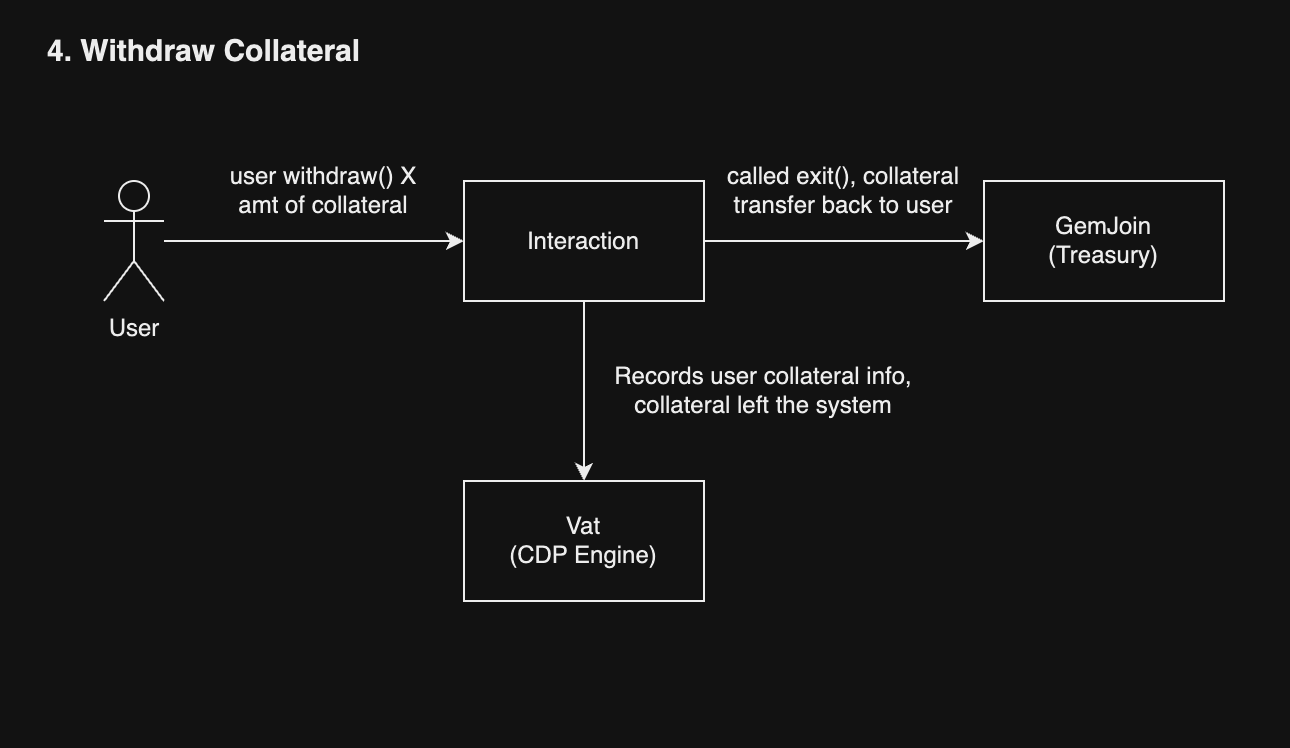 4. Withdraw Collateral
user withdraw() X
amt of collateral
called exit(), collateral
transfer back to user
Interaction
GemJoin
(Treasury)
User
Records user collateral info,
collateral left the system
Vat
(CDP Engine)